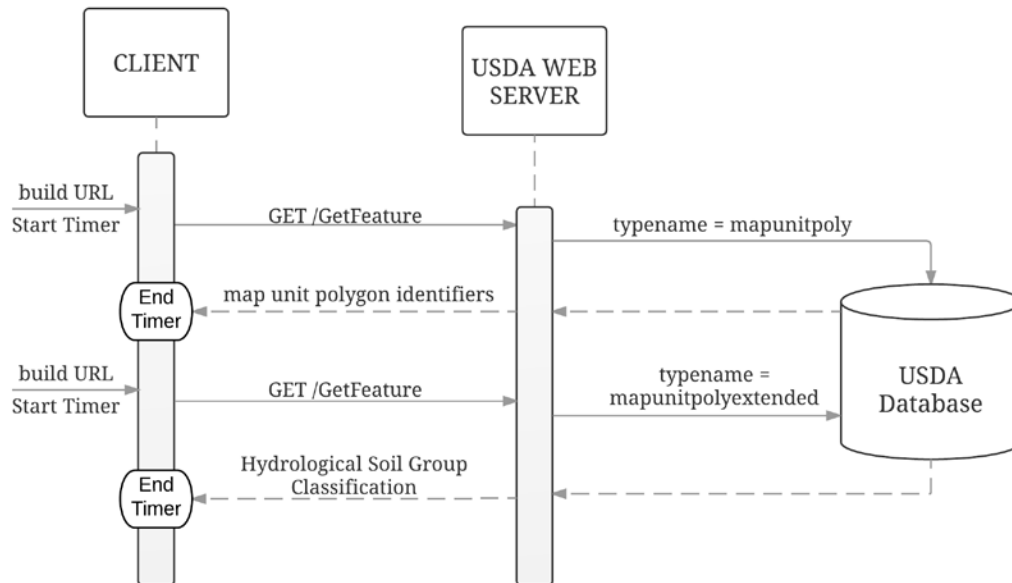 CLIENT
USDA WEB
SERVER
build URL
Start Timer
GET /GetFeature
typename = mapunitpoly
End
Timer
map unit polygon identifiers
build URL
Start Timer
GET /GetFeature
typename =
mapunitpolyextended
USDA
Database
End
Timer
Hydrological Soil Group
Classification